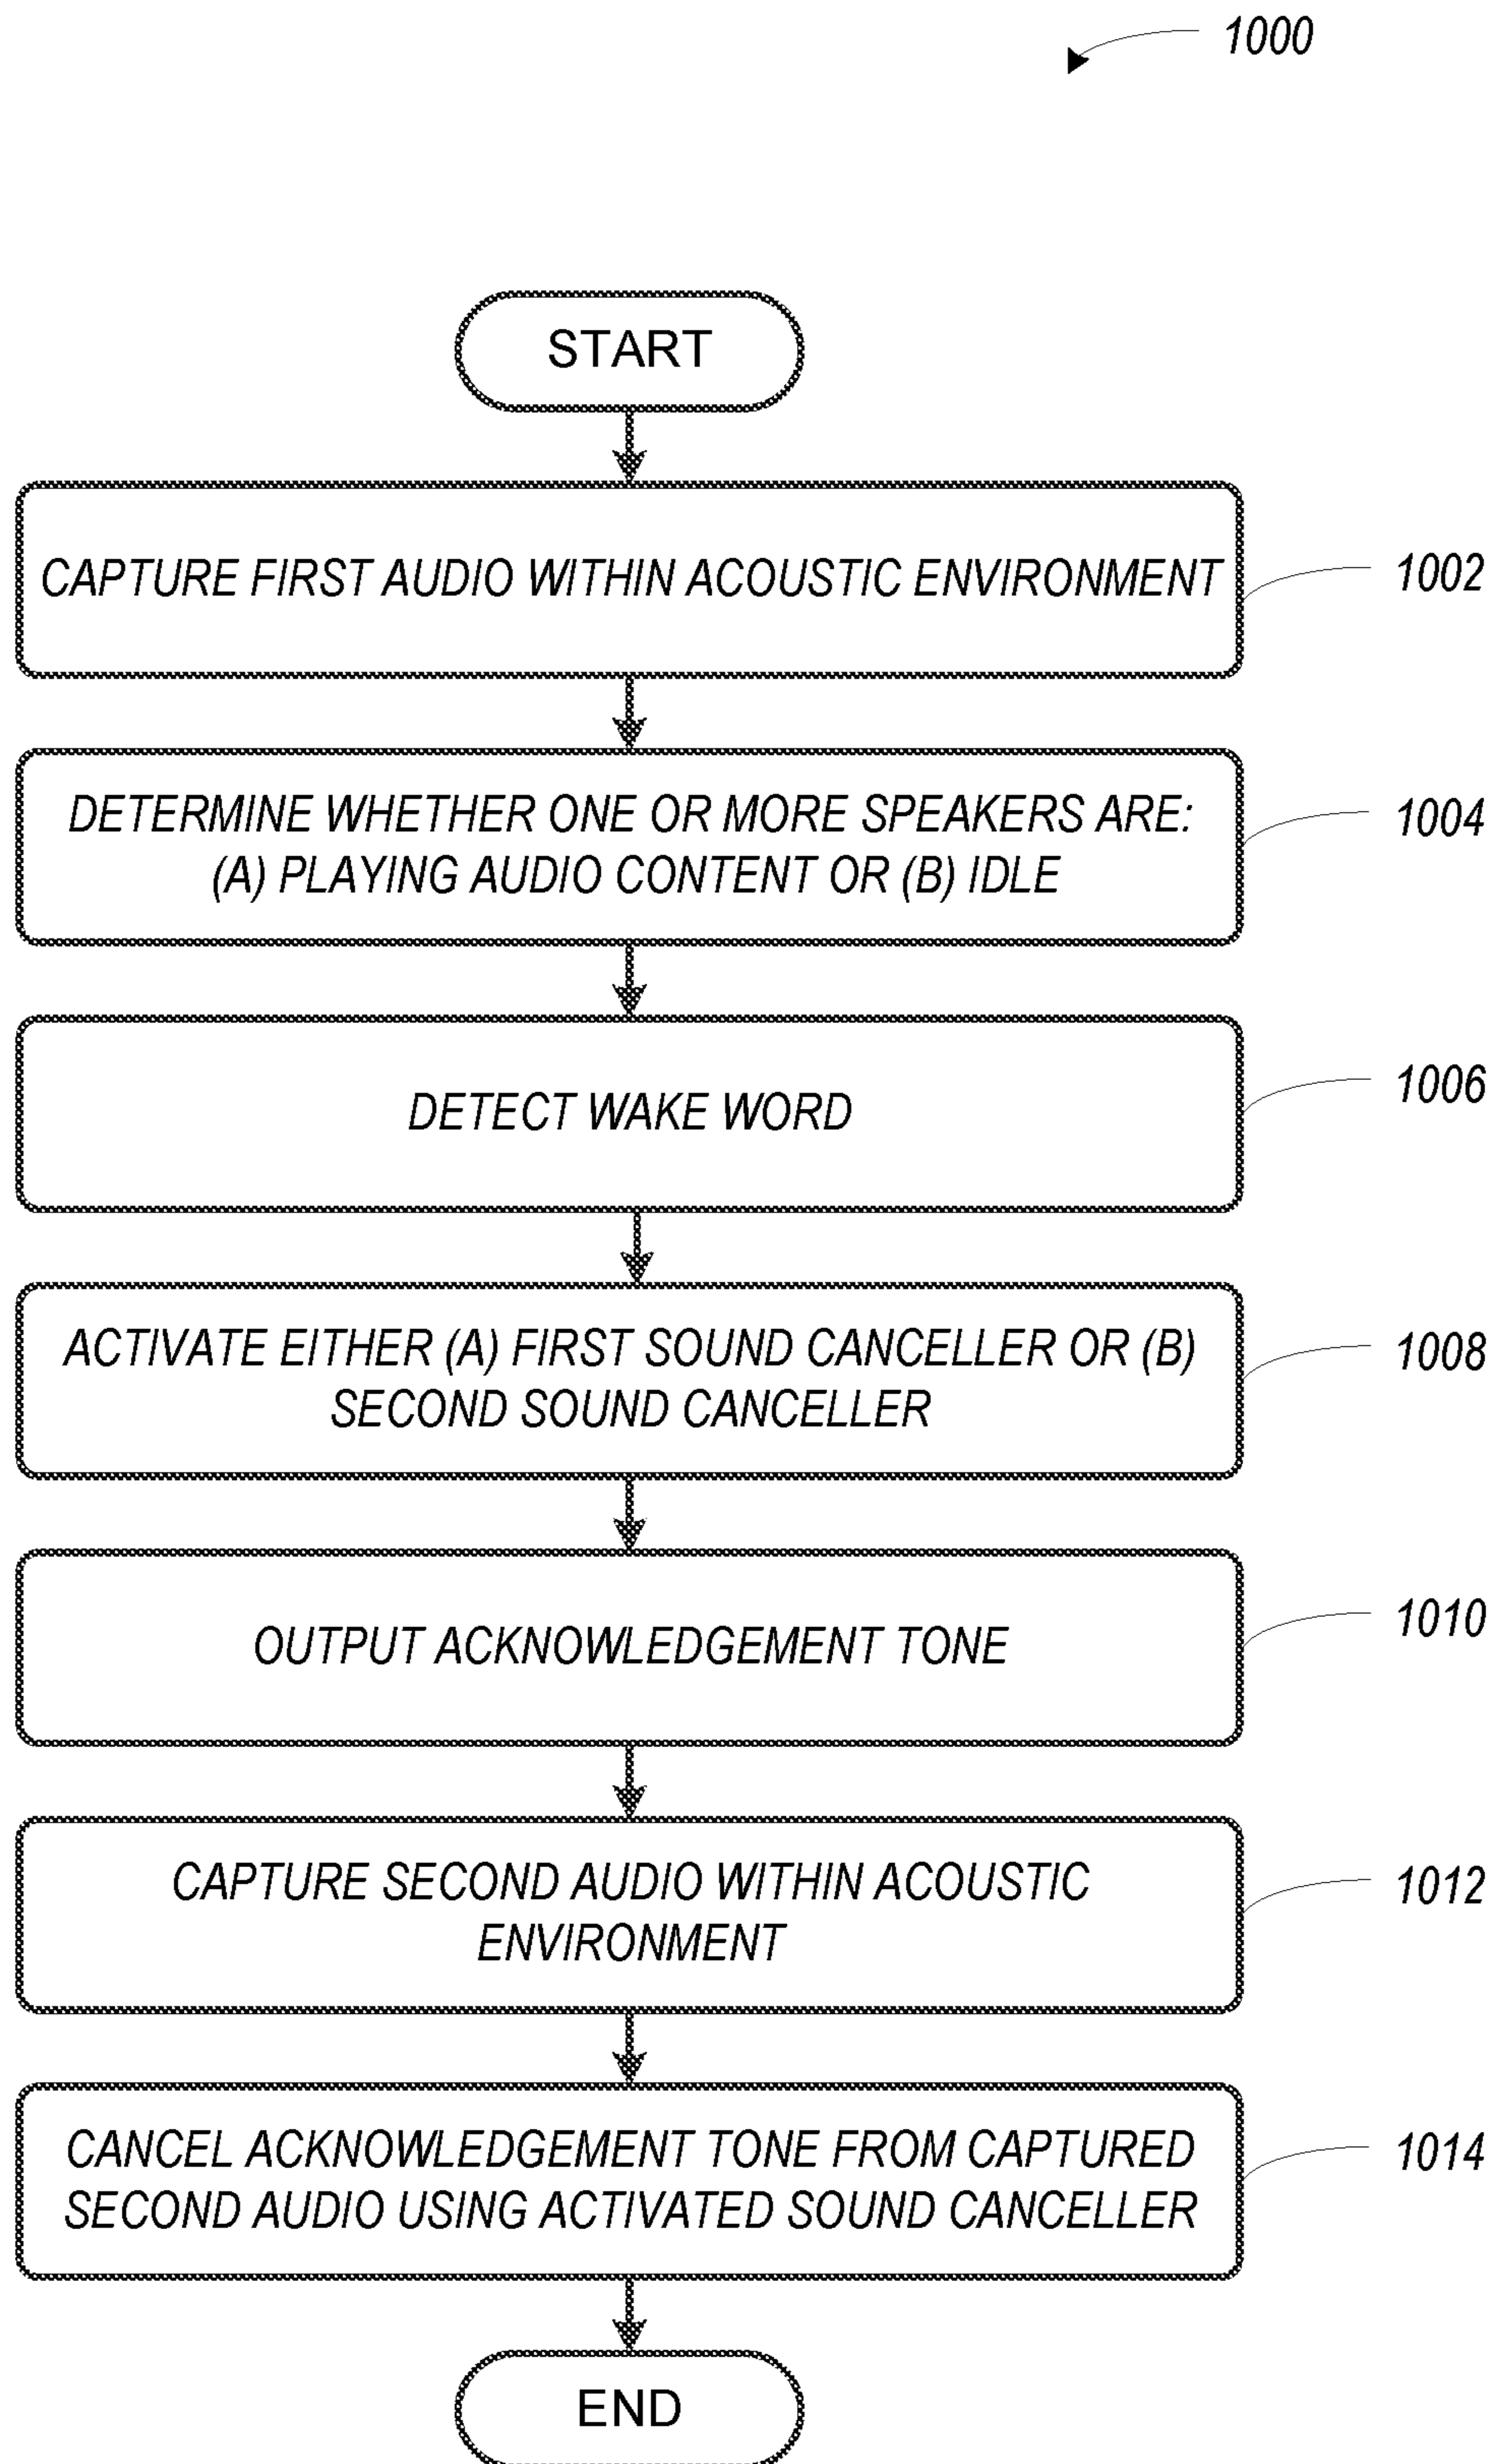 1000
START
CAPTURE FIRST AUDIO WITHIN ACOUSTIC ENVIRONMENT
1002
DETERMINE WHETHER ONE OR MORE SPEAKERS ARE:
(A) PLAYING AUDIO CONTENT OR (B) IDLE
1004
DETECT WAKE WORD
1006
ACTIVATE EITHER (A) FIRST SOUND CANCELLER OR (B)
SECOND SOUND CANCELLER
1008
OUTPUT ACKNOWLEDGEMENT TONE
1010
CAPTURE SECOND AUDIO WITHIN ACOUSTIC
ENVIRONMENT
1012
CANCEL ACKNOWLEDGEMENT TONE FROM CAPTURED
SECOND AUDIO USING ACTIVATED SOUND CANCELLER
1014
END